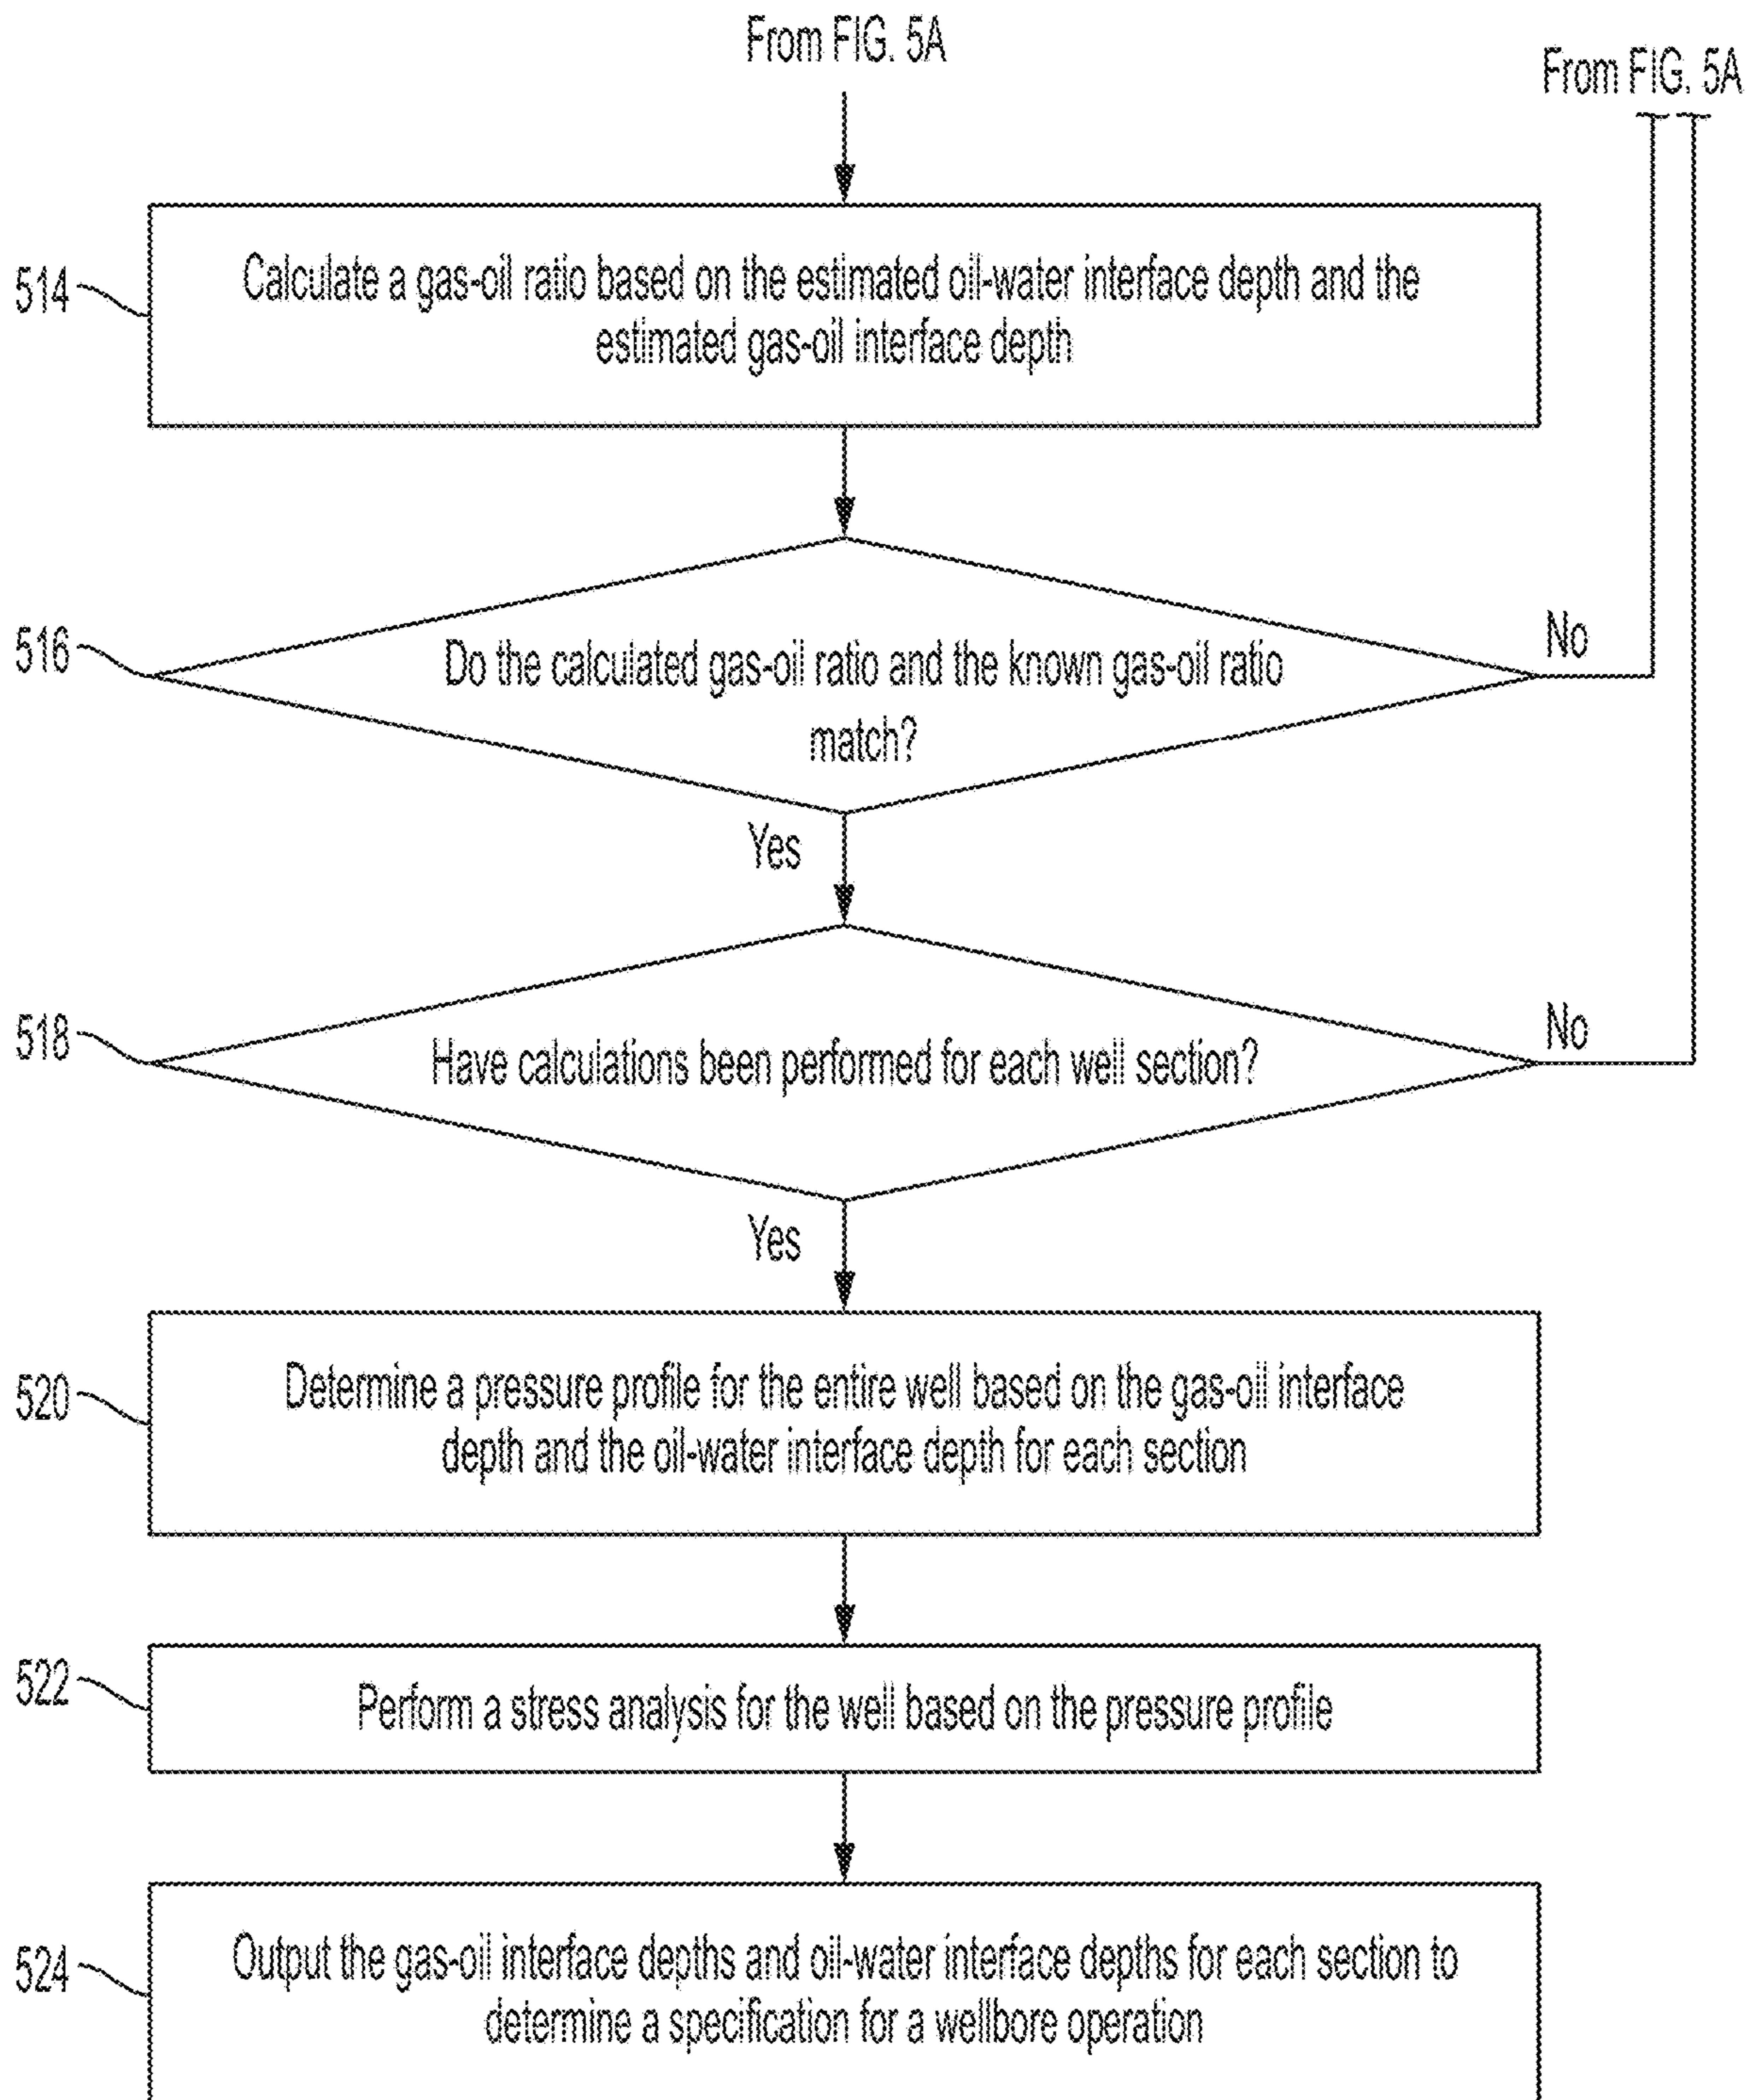 From FIG. 5A
From FIG. 5A
514
Calculate a gas-oil ratio based on the estimated oil-water interface depth and the
estimated gas-oil interface depth
516
Do the calculated gas-oil ratio and the known gas-oil ratio
match?
No
Yes
518
Have calculations been performed for each well section?
No
Yes
520
Determine a pressure profile for the entire well based on the gas-oil interface
depth and the oil-water interface depth for each section
522
Perform a stress analysis for the well based on the pressure profile
524
Output the gas-oil interface depths and oil-water interface depths for each section to
determine a specification for a wellbore operation